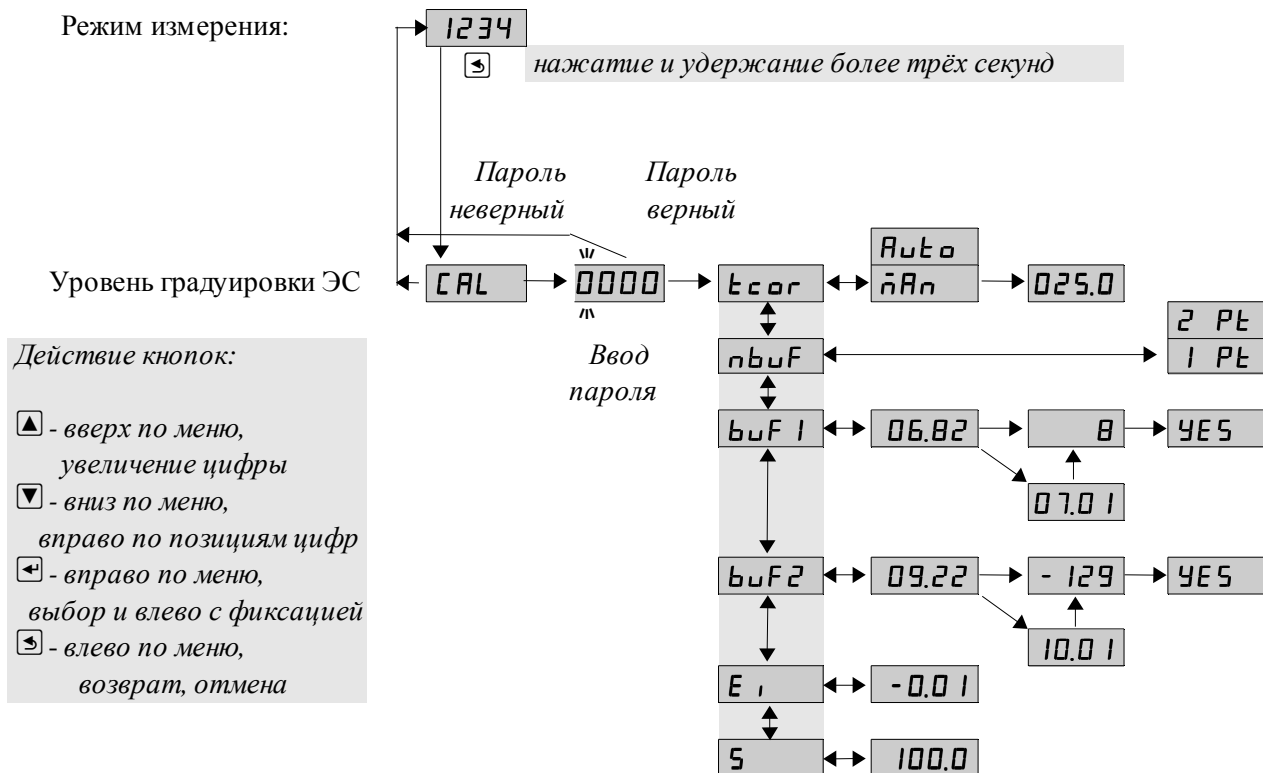 Режим измерения:
1234
нажатие и удержание более трёх секунд
Пароль неверный
Пароль верный
Уровень градуировки ЭС
CAL
0000
tcor
Auto
m̄An
025.0
Ввод пароля
nbuF
2 Pt
1 Pt
buF1
06.82
8
YES
07.01
buF2
09.22
-129
YES
10.01
E i
-0.01
S
100.0
Действие кнопок:
- вверх по меню,
увеличение цифры
- вниз по меню,
вправо по позициям цифр
- вправо по меню,
выбор и влево с фиксацией
- влево по меню,
возврат, отмена